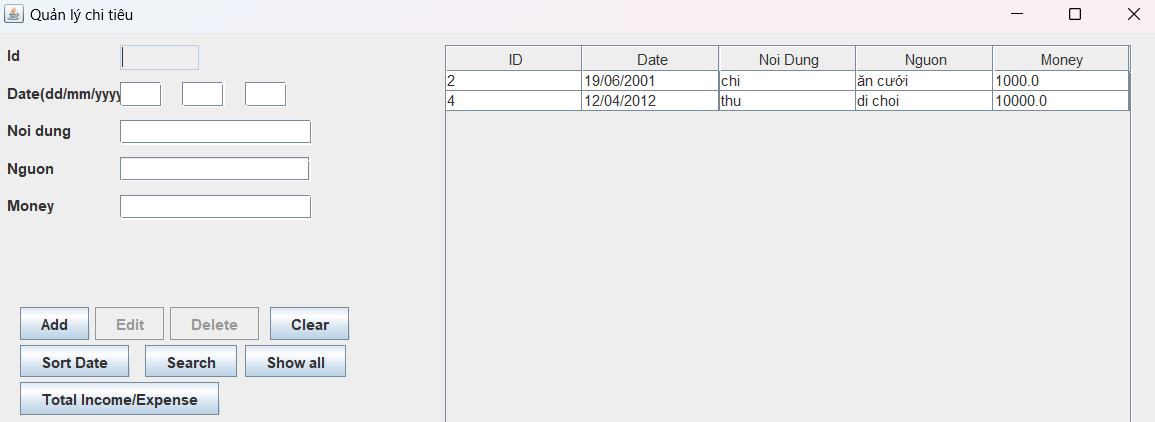 Quản lý chi tiêu
Id
Date(dd/mm/yyyy
Noi dung
Nguon
Money
Add Edit Delete Clear
Sort Date Search Show all
Total Income/Expense
ID Date Noi Dung Nguon Money
2 19/06/2001 chi ăn cưới 1000.0
4 12/04/2012 thu di choi 10000.0